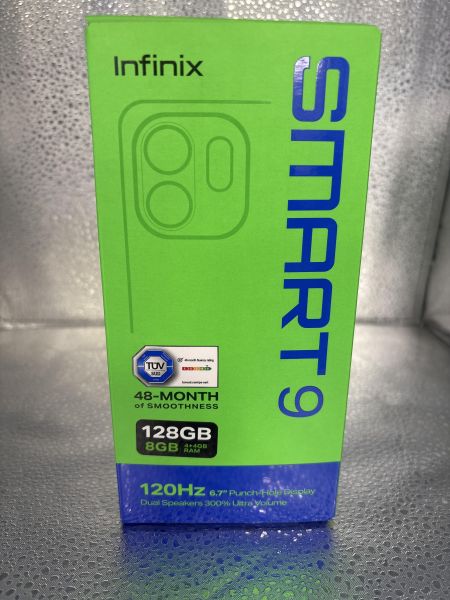 Infinix
SMART 9
TÜV
SÜD
48-MONTH
of SMOOTHNESS
128GB
8GB 4+4GB
RAM
120Hz 6.7" Punch-Hole Display
Dual Speakers 300% Ultra Volume